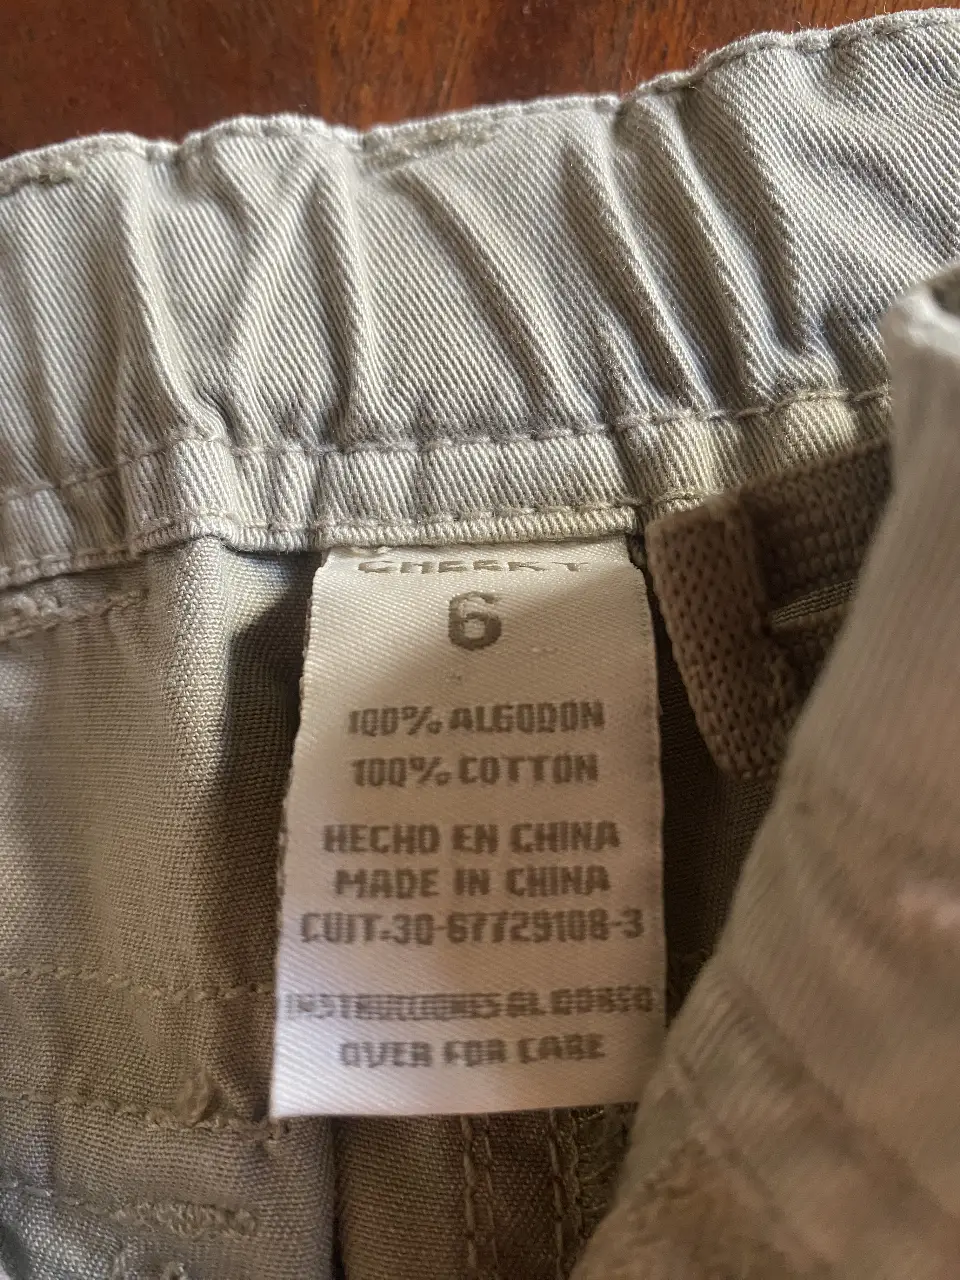 CHEEKY
6
100% ALGODON
100% COTTON
HECHO EN CHINA
MADE IN CHINA
CUIT.30-67729108-3
INSTRUCCIONES AL DORSO
OVER FOR CARE